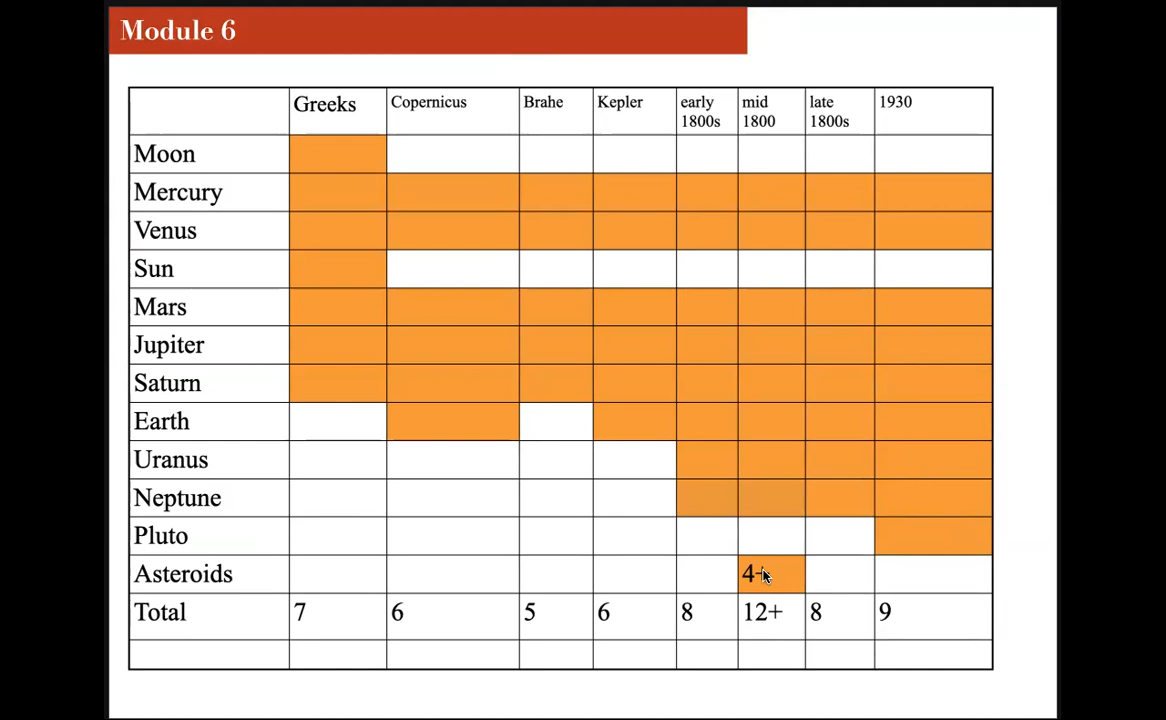 Module 6
Greeks Copernicus Brahe Kepler early 1800s mid 1800 late 1800s 1930
Moon
Mercury
Venus
Sun
Mars
Jupiter
Saturn
Earth
Uranus
Neptune
Pluto
Asteroids 4+
Total 7 6 5 6 8 12+ 8 9